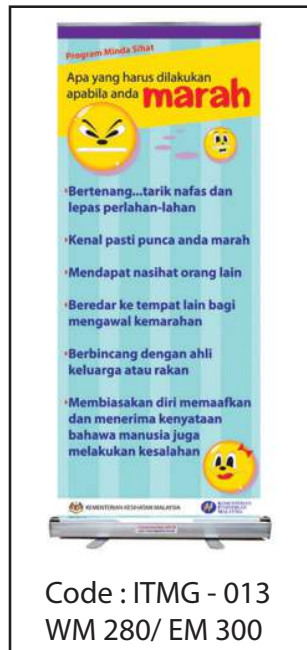 Program Minda Sihat
Apa yang harus dilakukan
apabila anda marah
Bertenang...tarik nafas dan
lepas perlahan-lahan
Kenal pasti punca anda marah
Mendapat nasihat orang lain
Beredar ke tempat lain bagi
mengawal kemarahan
Berbincang dengan ahli
keluarga atau rakan
Membiasakan diri memaafkan
dan menerima kenyataan
bahawa manusia juga
melakukan kesalahan
KEMENTERIAN KESIHATAN MALAYSIA
KEMENTERIAN
PENDIDIKAN
MALAYSIA
Code : ITMG - 013
WM 280/ EM 300